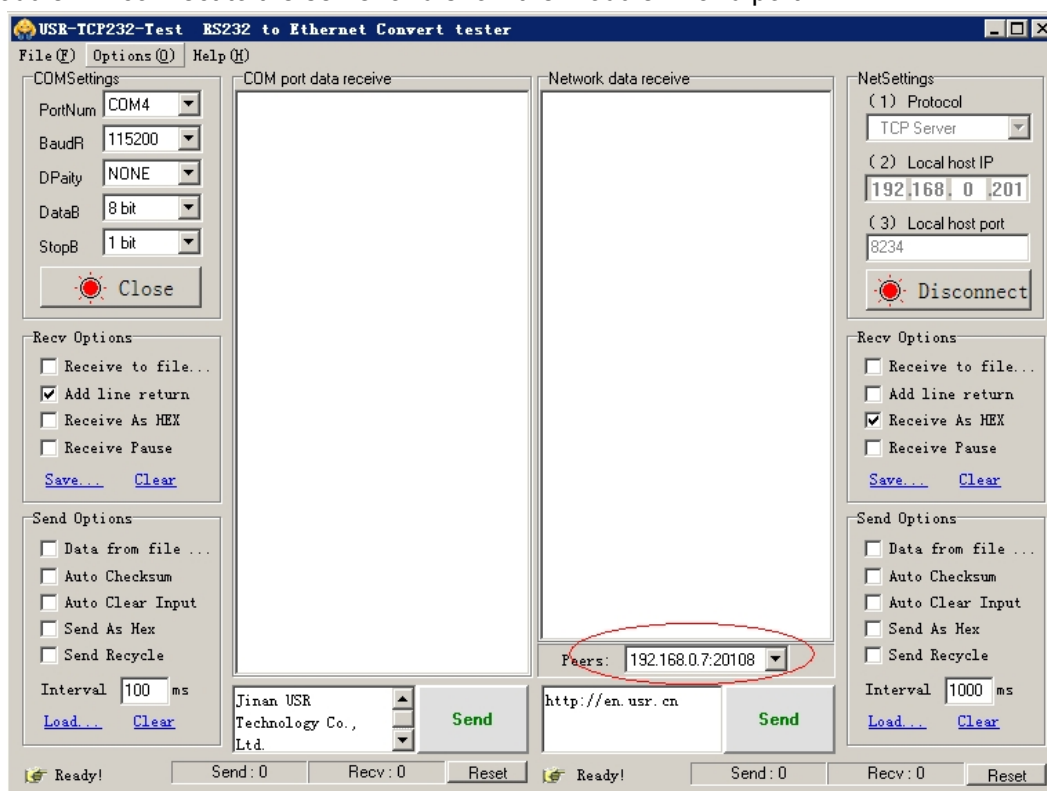 USR-TCP232-Test RS232 to Ethernet Convert tester
File(F) Options(O) Help(H)
COMSettings
PortNum COM4
BaudR 115200
DPaity NONE
DataB 8 bit
StopB 1 bit
Close
Recv Options
Receive to file...
Add line return
Receive As HEX
Receive Pause
Save... Clear
Send Options
Data from file ...
Auto Checksum
Auto Clear Input
Send As Hex
Send Recycle
Interval 100 ms
Load... Clear
COM port data receive
Jinan USR
Technology Co.,
Ltd.
Send
Network data receive
Peers: 192.168.0.7:20108
http://en.usr.cn
Send
NetSettings
(1) Protocol
TCP Server
(2) Local host IP
192.168. 0 .201
(3) Local host port
8234
Disconnect
Recv Options
Receive to file...
Add line return
Receive As HEX
Receive Pause
Save... Clear
Send Options
Data from file ...
Auto Checksum
Auto Clear Input
Send As Hex
Send Recycle
Interval 1000 ms
Load... Clear
Ready! Send : 0 Recv : 0 Reset
Ready! Send : 0 Recv : 0 Reset